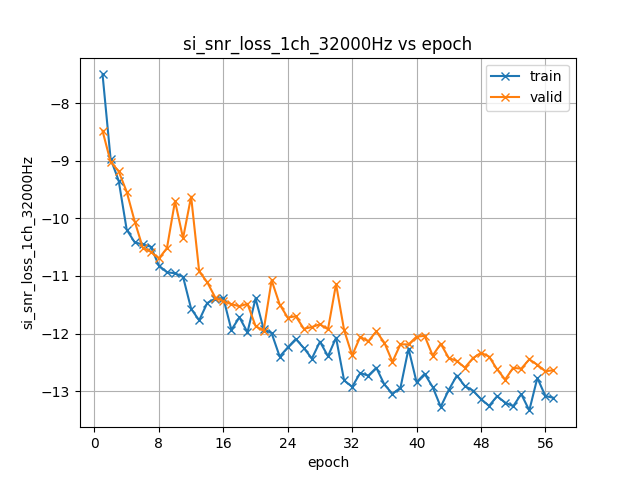 si_snr_loss_1ch_32000Hz vs epoch
train
valid
si_snr_loss_1ch_32000Hz
−8
−9
−10
−11
−12
−13
0 8 16 24 32 40 48 56
epoch